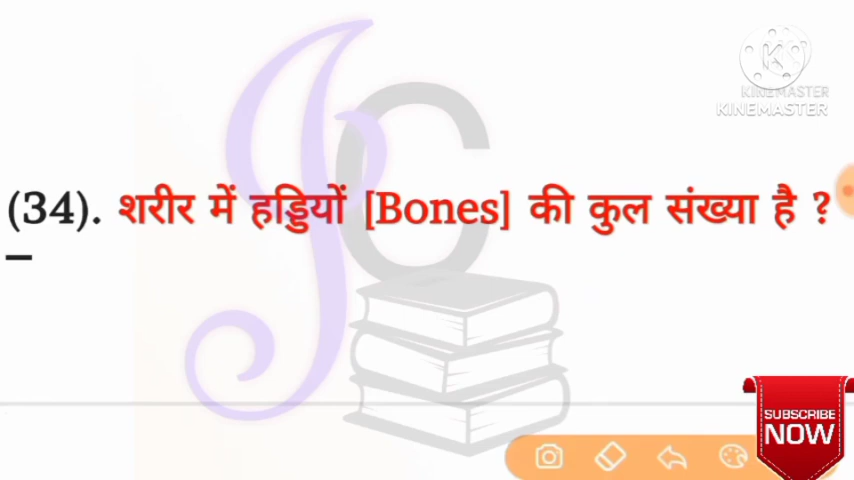 KINEMASTER
KINEMASTER
(34). शरीर में हड्डियों [Bones] की कुल संख्या है ?
–
SUBSCRIBE
NOW